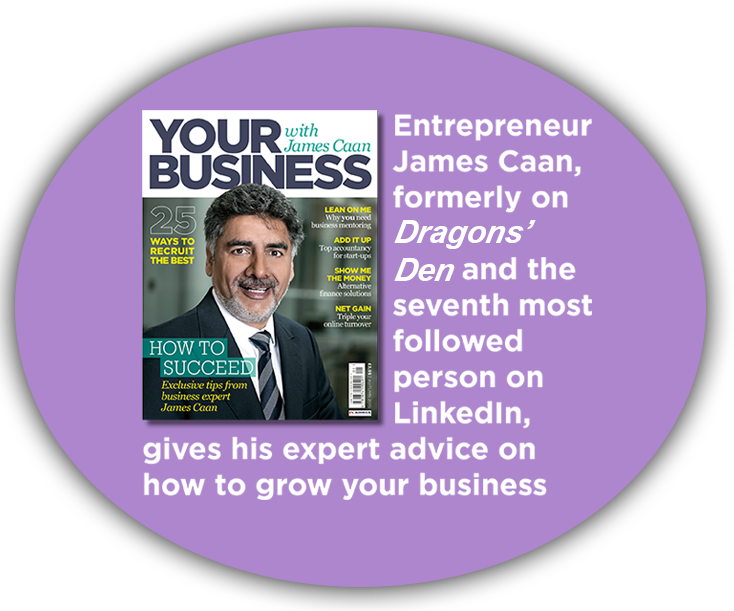 YOUR
with
James Caan
BUSINESS
25
WAYS TO
RECRUIT
THE BEST
LEAN ON ME
Why you need
business mentoring
ADD IT UP
Top accountancy
for start-ups
SHOW ME
THE MONEY
Alternative
finance solutions
NET GAIN
Triple your
online turnover
HOW TO
SUCCEED
Exclusive tips from
business expert
James Caan
Entrepreneur
James Caan,
formerly on
Dragons’
Den and the
seventh most
followed
person on
LinkedIn,
gives his expert advice on
how to grow your business